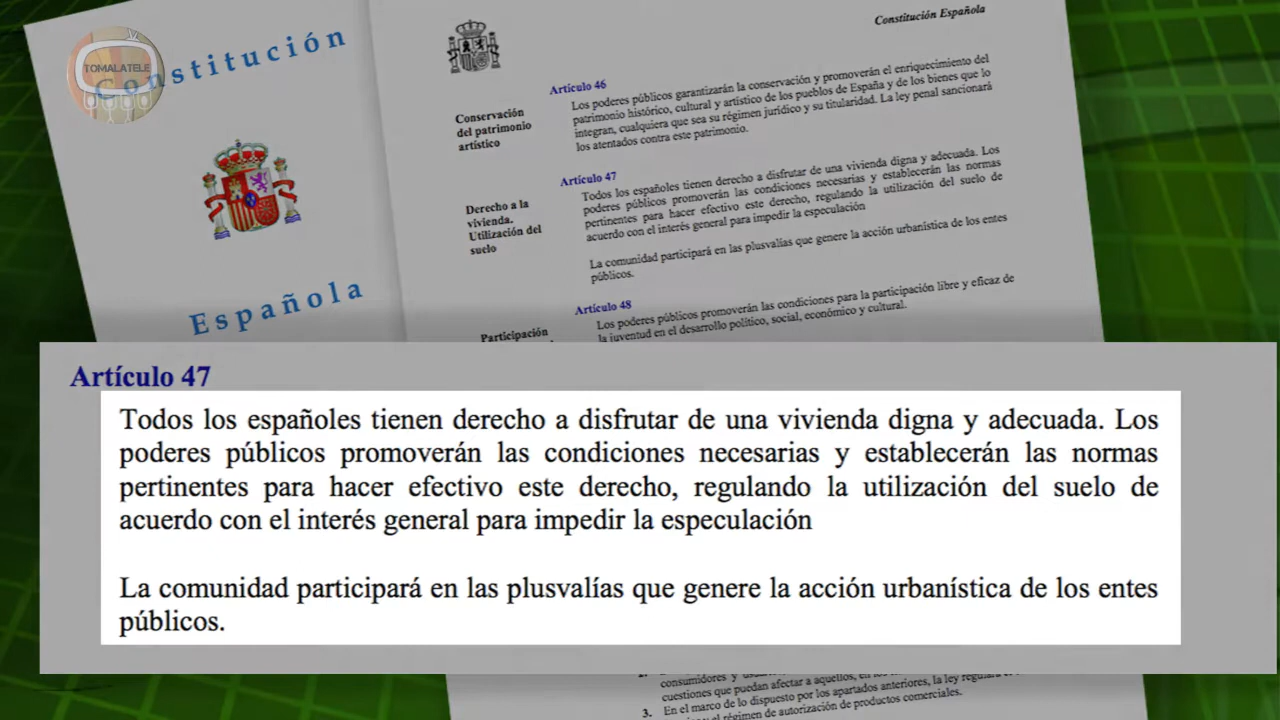 TOMALATELE
Constitución
Española
Constitución Española
Artículo 46
Conservación
del patrimonio
artístico
Los poderes públicos garantizarán la conservación y promoverán el enriquecimiento del
patrimonio histórico, cultural y artístico de los pueblos de España y de los bienes que lo
integran, cualquiera que sea su régimen jurídico y su titularidad. La ley penal sancionará
los atentados contra este patrimonio.
Artículo 47
Derecho a la
vivienda.
Utilización del
suelo
Todos los españoles tienen derecho a disfrutar de una vivienda digna y adecuada. Los
poderes públicos promoverán las condiciones necesarias y establecerán las normas
pertinentes para hacer efectivo este derecho, regulando la utilización del suelo de
acuerdo con el interés general para impedir la especulación
La comunidad participará en las plusvalías que genere la acción urbanística de los entes
públicos.
Artículo 48
Participación
Los poderes públicos promoverán las condiciones para la participación libre y eficaz de
la juventud en el desarrollo político, social, económico y cultural.
Artículo 47
Todos los españoles tienen derecho a disfrutar de una vivienda digna y adecuada. Los
poderes públicos promoverán las condiciones necesarias y establecerán las normas
pertinentes para hacer efectivo este derecho, regulando la utilización del suelo de
acuerdo con el interés general para impedir la especulación
La comunidad participará en las plusvalías que genere la acción urbanística de los entes
públicos.
consumidores y
cuestiones que puedan afectar a aquellos, en los la ley
3. En el marco de lo dispuesto por los apartados anteriores, la ley
el régimen de autorización de productos comerciales.